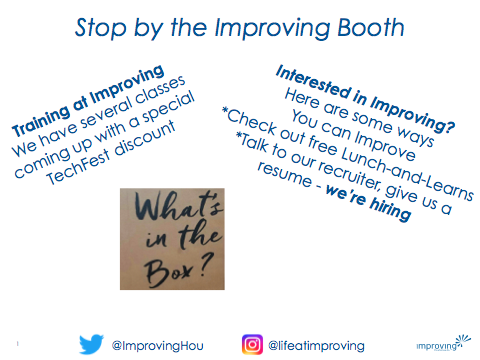 Stop by the Improving Booth
Training at Improving
We have several classes
coming up with a special
TechFest discount
Interested in Improving?
Here are some ways
You can Improve
*Check out free Lunch-and-Learns
*Talk to our recruiter, give us a
resume - we're hiring
What's
in the
Box?
1
@ImprovingHou
@lifeatimproving
improving